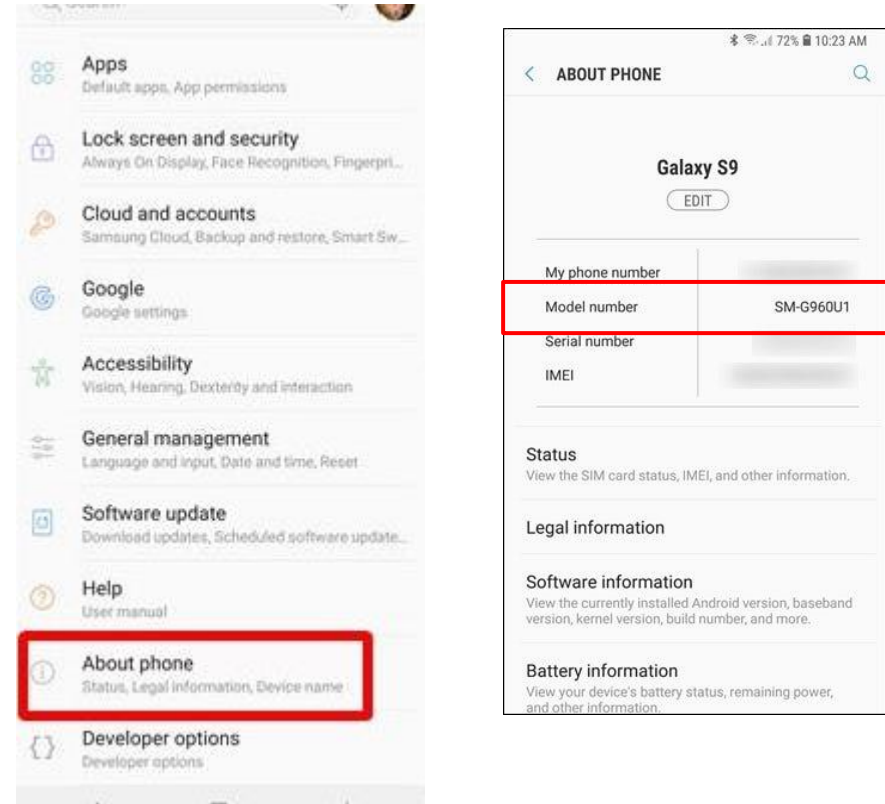 Search
Apps
Default apps, App permissions
Lock screen and security
Always On Display, Face Recognition, Fingerpri...
Cloud and accounts
Samsung Cloud, Backup and restore, Smart Sw...
Google
Google settings
Accessibility
Vision, Hearing, Dexterity and interaction
General management
Language and input, Date and time, Reset
Software update
Download updates, Scheduled software update...
Help
User manual
About phone
Status, Legal information, Device name
Developer options
Developer options
72% 10:23 AM
ABOUT PHONE
Galaxy S9
EDIT
My phone number
Model number SM-G960U1
Serial number
IMEI
Status
View the SIM card status, IMEI, and other information.
Legal information
Software information
View the currently installed Android version, baseband
version, kernel version, build number, and more.
Battery information
View your device's battery status, remaining power,
and other information.